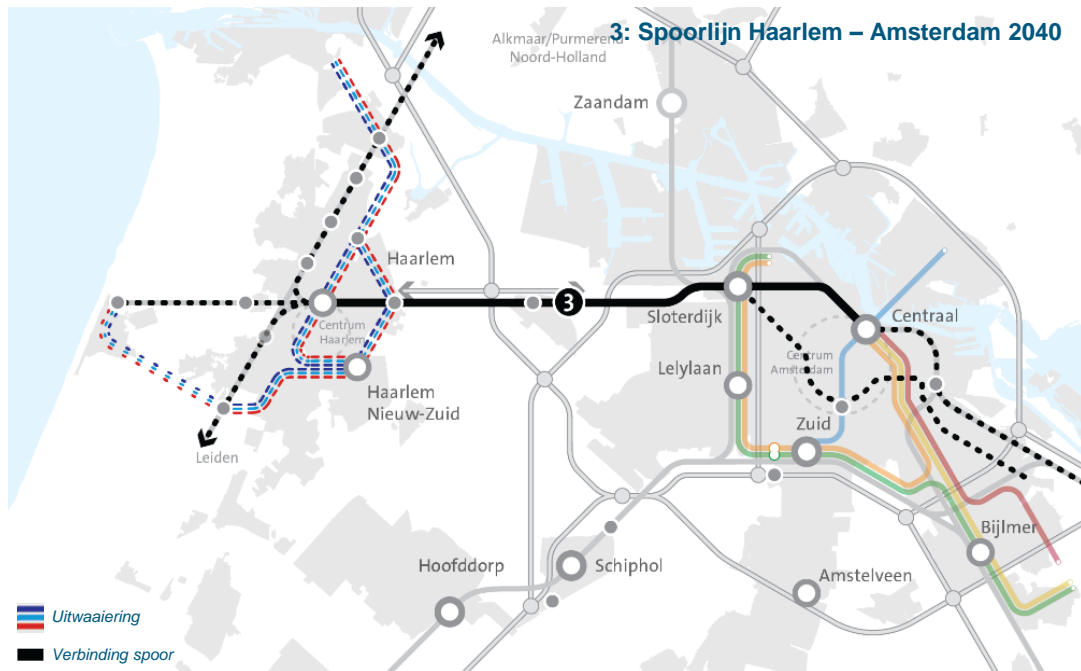 3: Spoorlijn Haarlem – Amsterdam 2040
Alkmaar/Purmerend
Noord-Holland
Zaandam
Haarlem
3
Centrum
Haarlem
Sloterdijk
Centraal
Centrum
Amsterdam
Lelylaan
Haarlem
Nieuw-Zuid
Zuid
Leiden
Bijlmer
Hoofddorp
Schiphol
Amstelveen
Uitwaaiering
Verbinding spoor